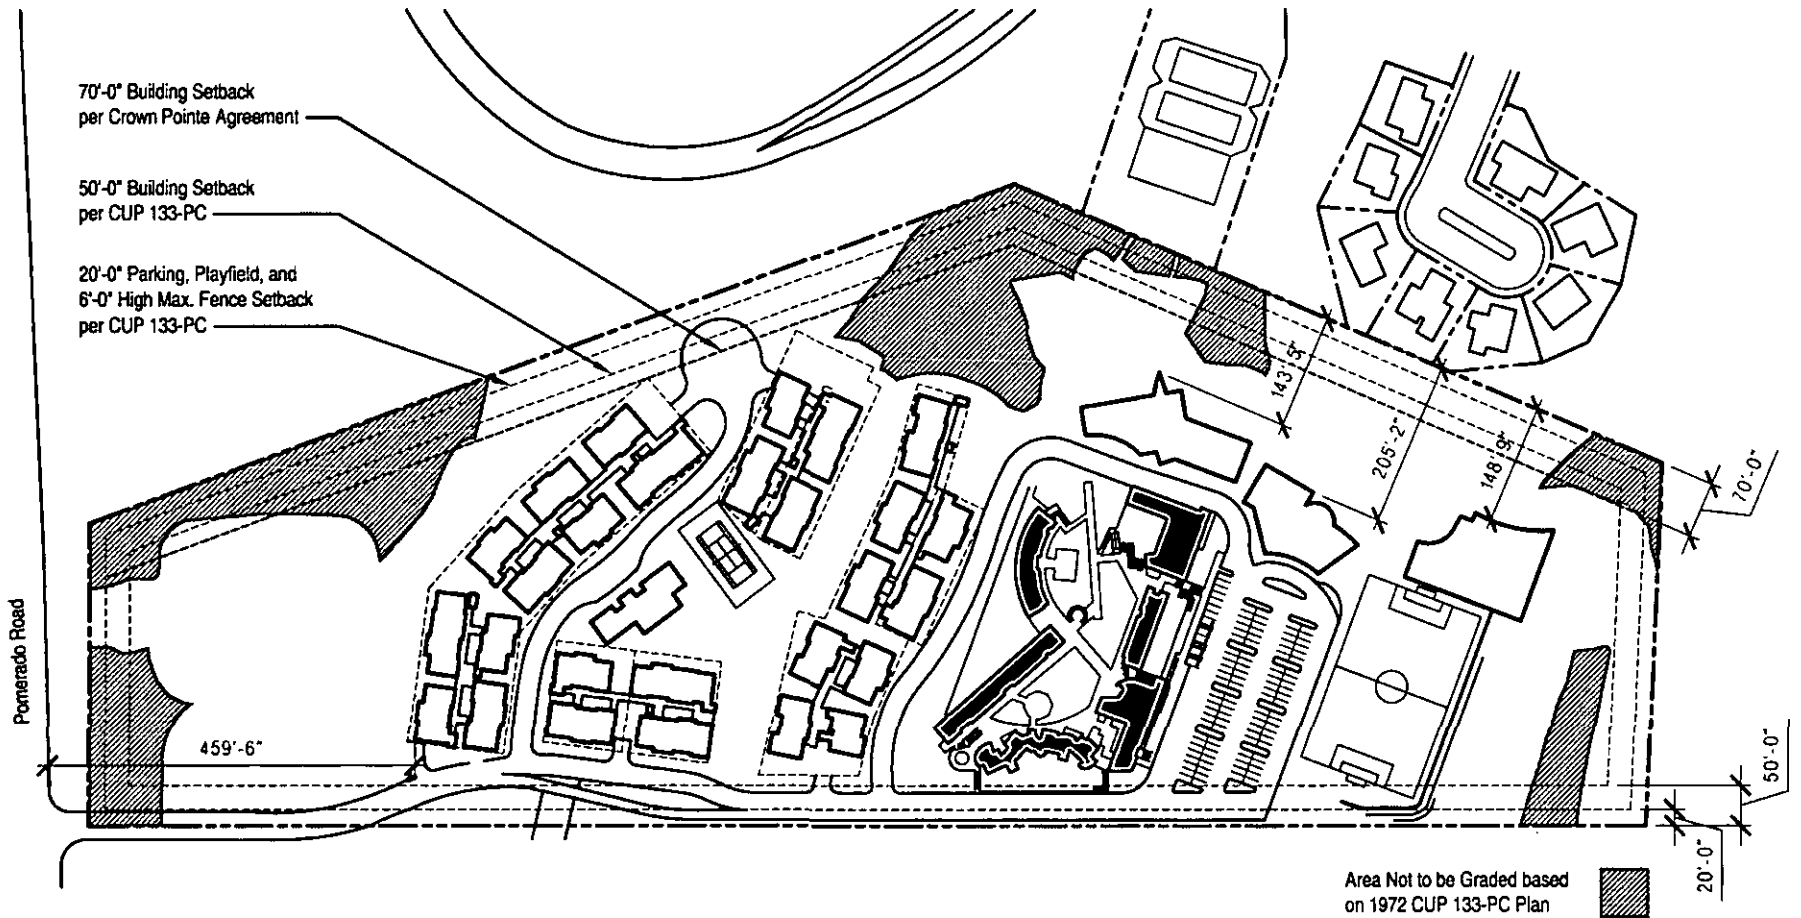 70'-0" Building Setback
per Crown Pointe Agreement
50'-0" Building Setback
per CUP 133-PC
20'-0" Parking, Playfield, and
6'-0" High Max. Fence Setback
per CUP 133-PC
Pomerado Road
459'-6"
143'-5"
205'-2"
148'-9"
70'-0"
50'-0"
20'-0"
Area Not to be Graded based
on 1972 CUP 133-PC Plan